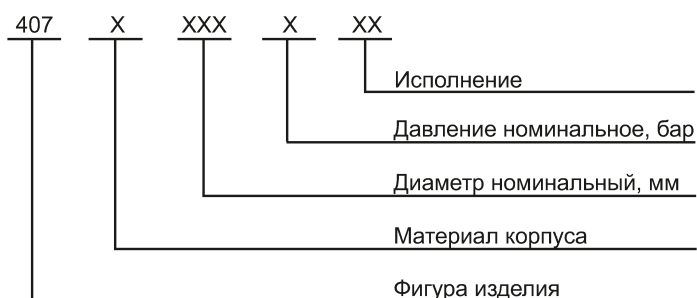 407 X XXX X XX
Исполнение
Давление номинальное, бар
Диаметр номинальный, мм
Материал корпуса
Фигура изделия